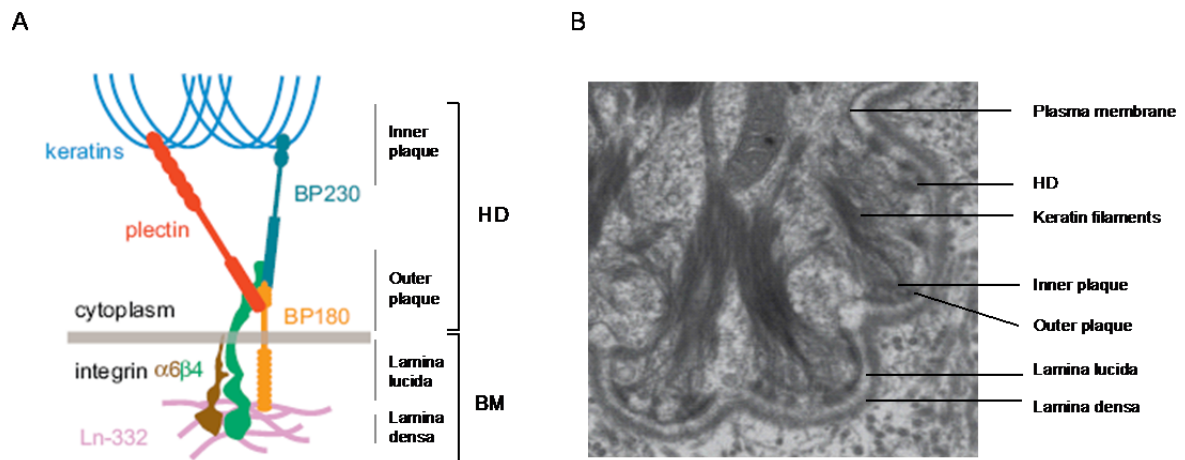 A
B
keratins
BP230
plectin
BP180
cytoplasm
integrin α6β4
Ln-332
Inner
plaque
Outer
plaque
Lamina
lucida
Lamina
densa
HD
BM
Plasma membrane
HD
Keratin filaments
Inner plaque
Outer plaque
Lamina lucida
Lamina densa